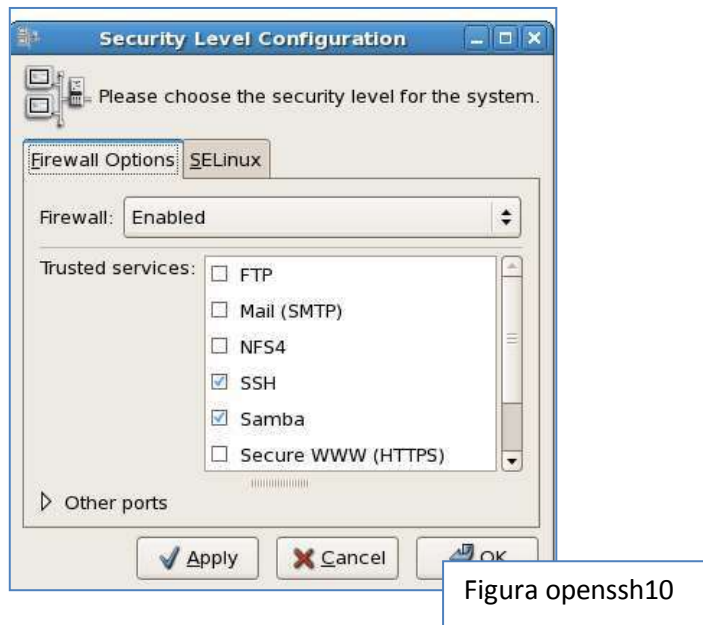 Security Level Configuration
Please choose the security level for the system.
Firewall Options SELinux
Firewall: Enabled
Trusted services:
FTP
Mail (SMTP)
NFS4
SSH
Samba
Secure WWW (HTTPS)
Other ports
Apply Cancel OK
Figura openssh10